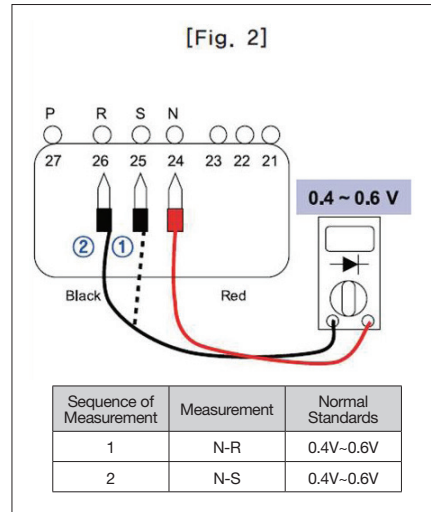 [Fig. 2]
P R S N
27 26 25 24 23 22 21
0.4 ~ 0.6 V
② ①
Black Red
Sequence of Measurement Measurement Normal Standards
1 N-R 0.4V~0.6V
2 N-S 0.4V~0.6V